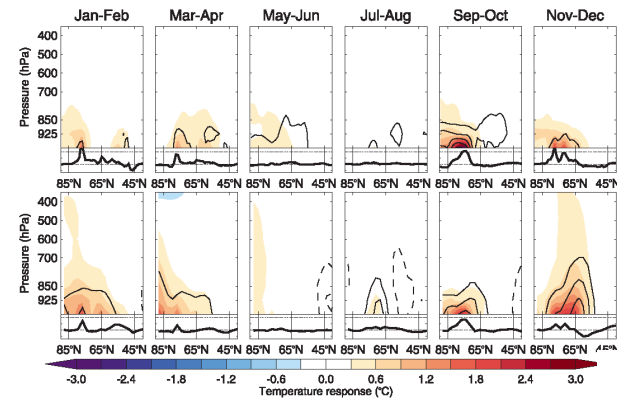 Jan-Feb Mar-Apr May-Jun Jul-Aug Sep-Oct Nov-Dec
Pressure (hPa)
400
600
700
850
925
85°N 65°N 45°N 85°N 65°N 45°N 85°N 65°N 45°N 85°N 65°N 45°N 85°N 65°N 45°N 85°N 65°N 45°N
Pressure (hPa)
400
600
700
850
925
85°N 65°N 45°N 85°N 65°N 45°N 85°N 65°N 45°N 85°N 65°N 45°N 85°N 65°N 45°N 85°N 65°N 45°N
-3.0 -2.4 -1.8 -1.2 -0.6 0.0 0.6 1.2 1.8 2.4 3.0
Temperature response (°C)